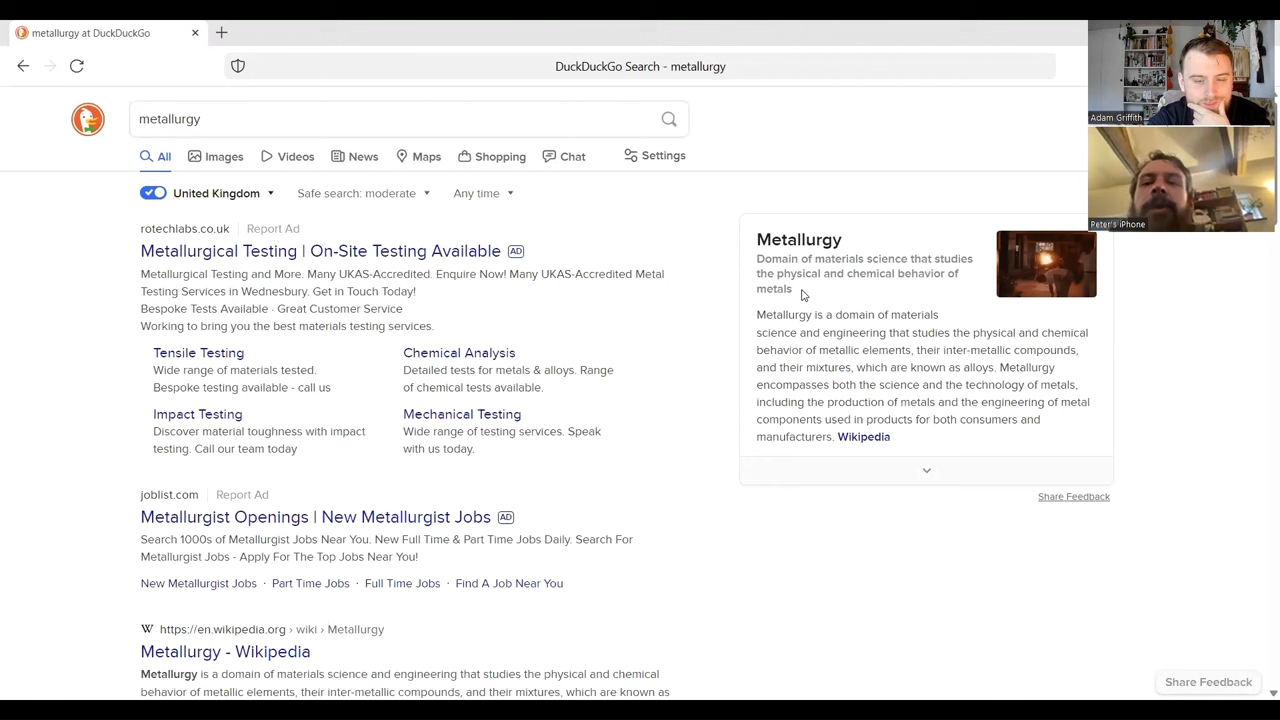 metallurgy at DuckDuckGo
DuckDuckGo Search - metallurgy
metallurgy
All
Images
Videos
News
Maps
Shopping
Chat
Settings
United Kingdom
Safe search: moderate
Any time
rotechlabs.co.uk Report Ad
Metallurgical Testing | On-Site Testing Available AD
Metallurgical Testing and More. Many UKAS-Accredited. Enquire Now! Many UKAS-Accredited Metal
Testing Services in Wednesbury. Get in Touch Today!
Bespoke Tests Available · Great Customer Service
Working to bring you the best materials testing services.
Tensile Testing
Wide range of materials tested.
Bespoke testing available - call us
Chemical Analysis
Detailed tests for metals & alloys. Range
of chemical tests available.
Impact Testing
Discover material toughness with impact
testing. Call our team today
Mechanical Testing
Wide range of testing services. Speak
with us today.
joblist.com Report Ad
Metallurgist Openings | New Metallurgist Jobs AD
Search 1000s of Metallurgist Jobs Near You. New Full Time & Part Time Jobs Daily. Search For
Metallurgist Jobs - Apply For The Top Jobs Near You!
New Metallurgist Jobs · Part Time Jobs · Full Time Jobs · Find A Job Near You
W https://en.wikipedia.org › wiki › Metallurgy
Metallurgy - Wikipedia
Metallurgy is a domain of materials science and engineering that studies the physical and chemical
behavior of metallic elements, their inter-metallic compounds, and their mixtures, which are known as
Metallurgy
Domain of materials science that studies
the physical and chemical behavior of
metals
Metallurgy is a domain of materials
science and engineering that studies the physical and chemical
behavior of metallic elements, their inter-metallic compounds,
and their mixtures, which are known as alloys. Metallurgy
encompasses both the science and the technology of metals,
including the production of metals and the engineering of metal
components used in products for both consumers and
manufacturers. Wikipedia
Share Feedback
Share Feedback
Adam Griffith
Peter's iPhone